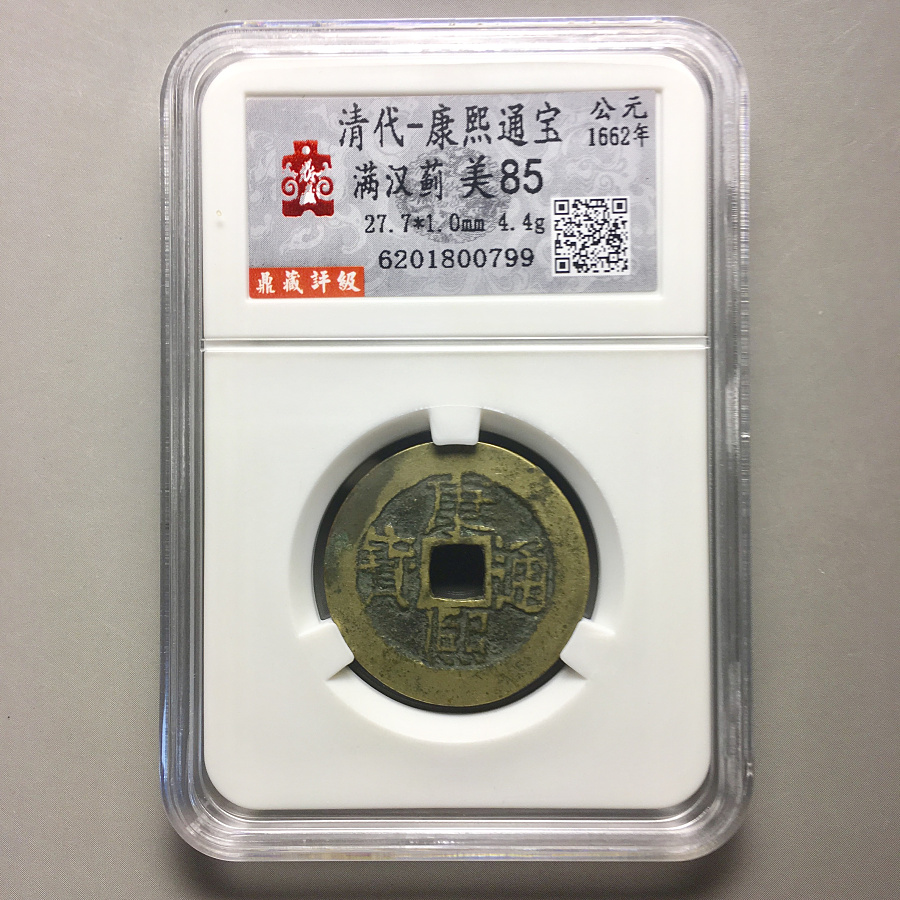 清代-康熙通宝
公元
1662年
满汉蓟 美85
27.7*1.0mm 4.4g
6201800799
鼎藏評級
康熙通寳